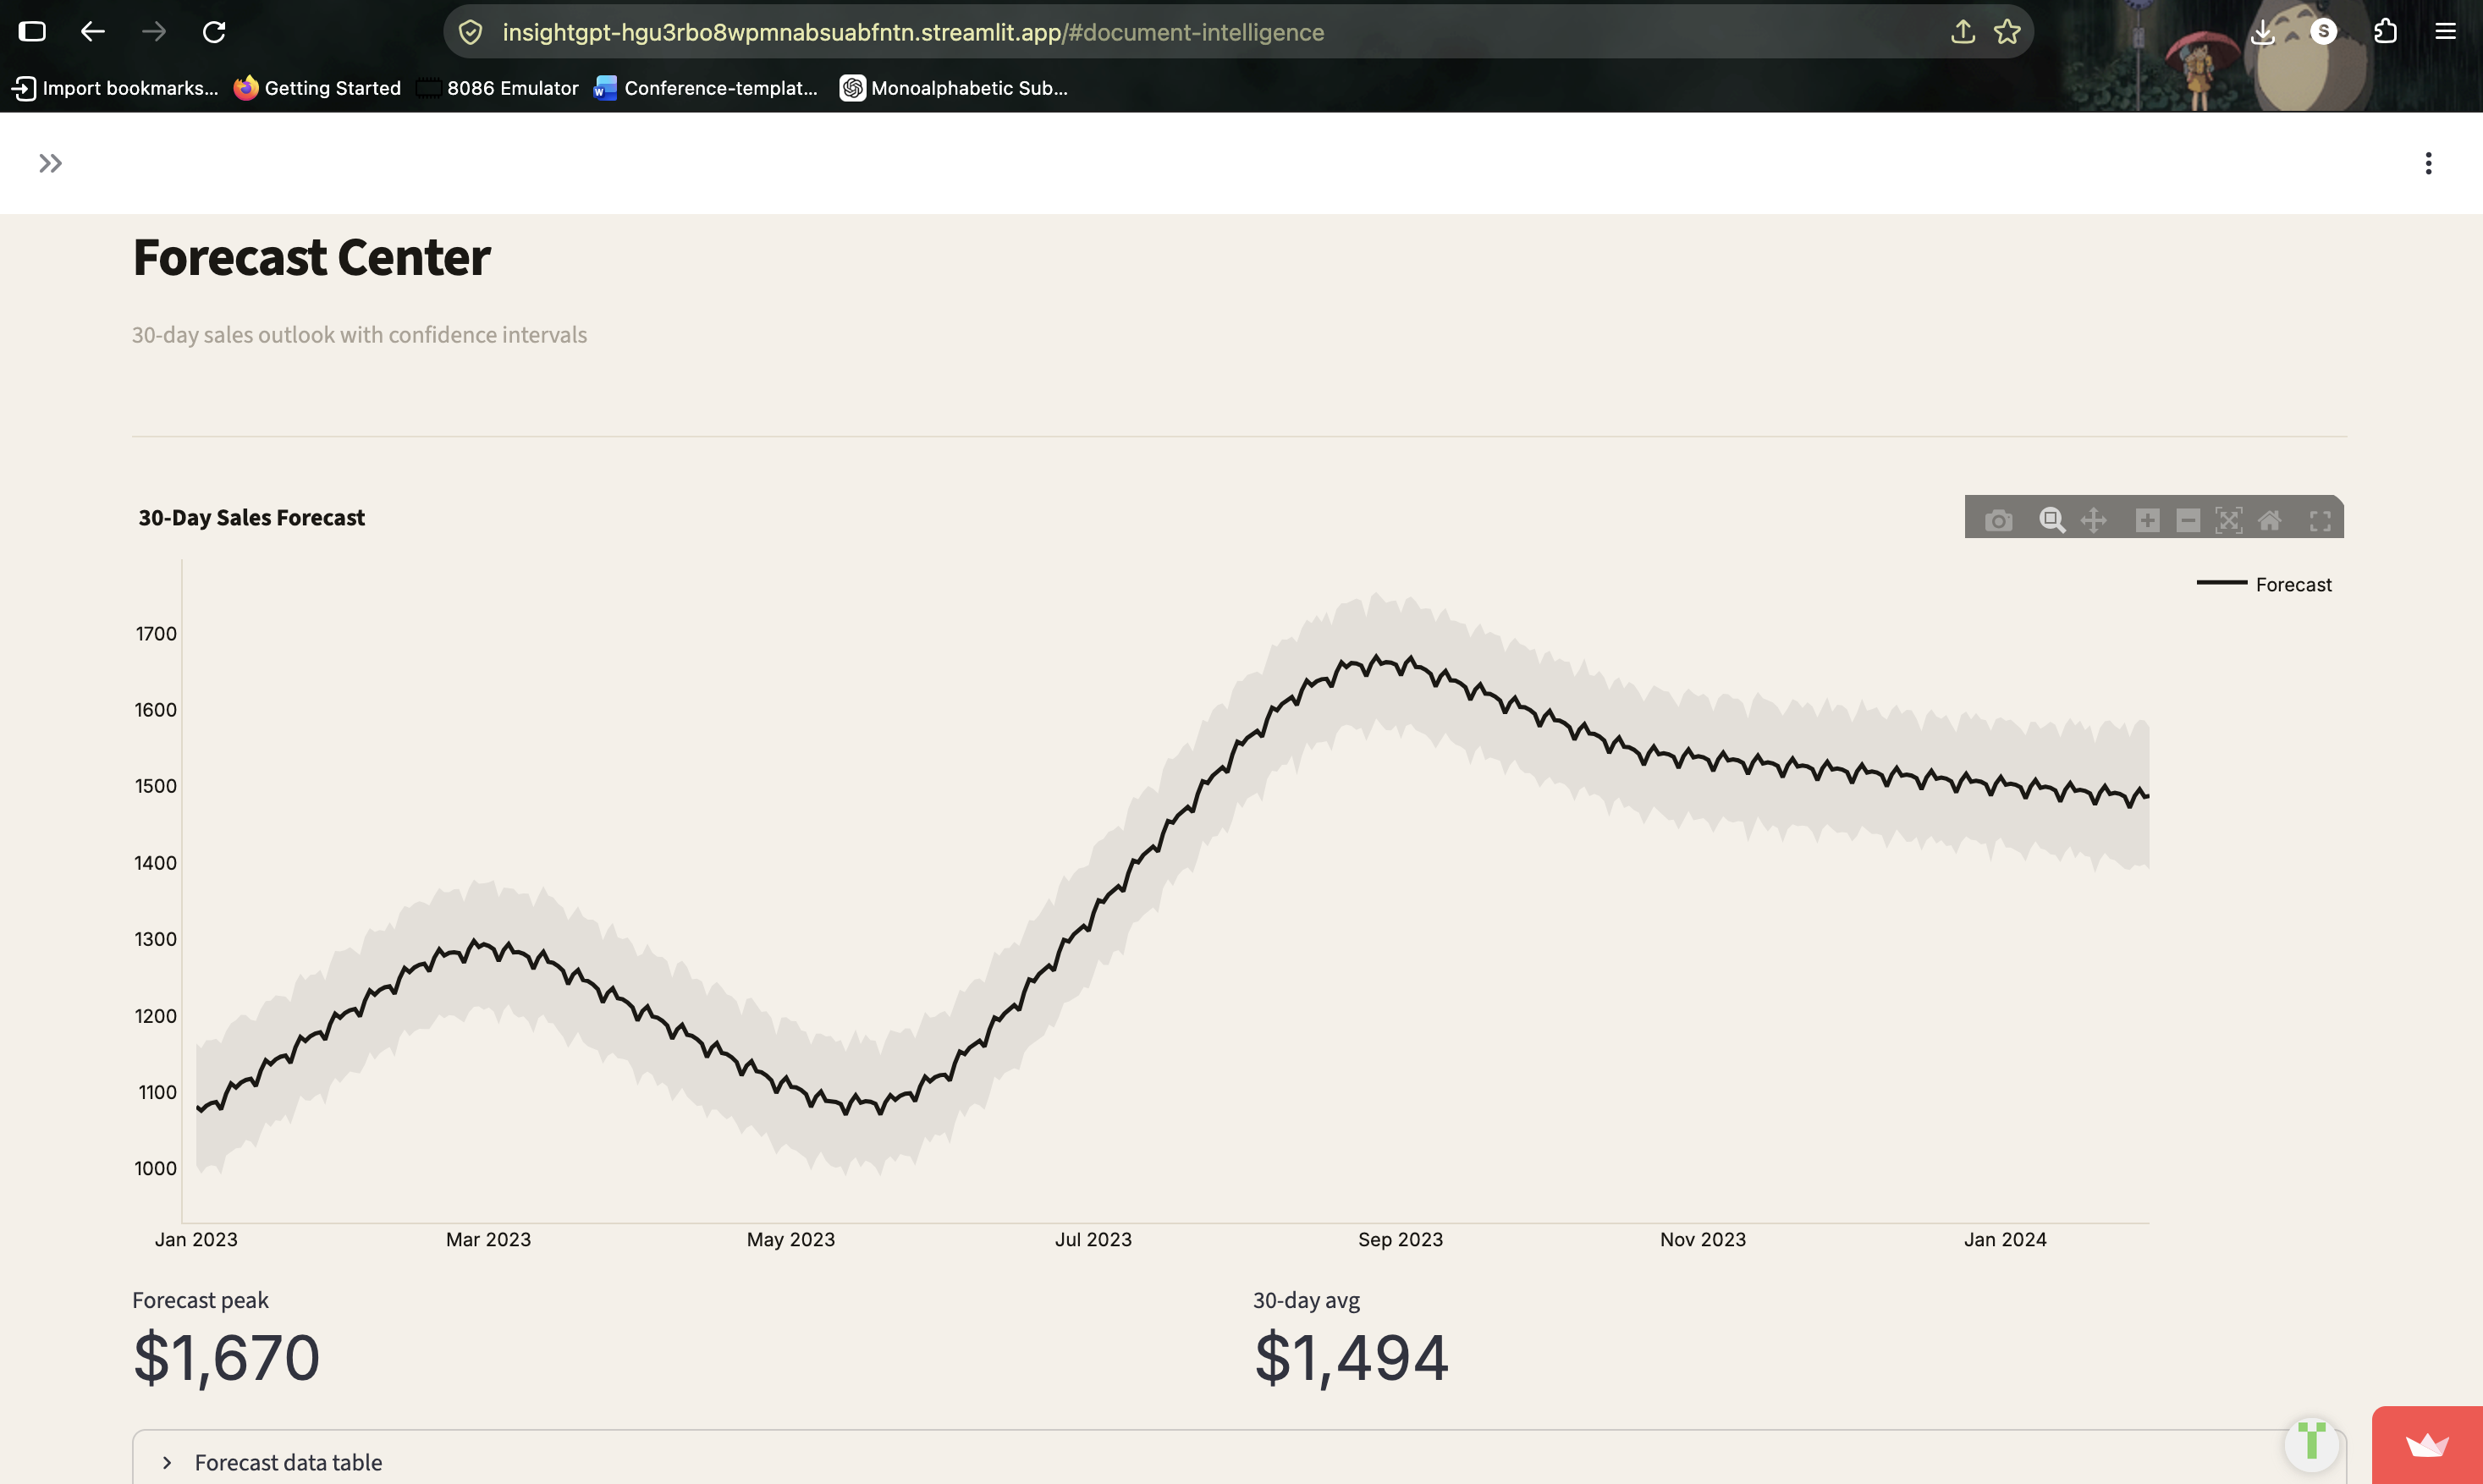 insightgpt-hgu3rbo8wpmnabsuabfntn.streamlit.app/#document-intelligence
S
Import bookmarks... Getting Started 8086 Emulator Conference-templat... Monoalphabetic Sub...
Forecast Center
30-day sales outlook with confidence intervals
30-Day Sales Forecast
Forecast
1700
1600
1500
1400
1300
1200
1100
1000
Jan 2023 Mar 2023 May 2023 Jul 2023 Sep 2023 Nov 2023 Jan 2024
Forecast peak 30-day avg
$1,670 $1,494
Forecast data table